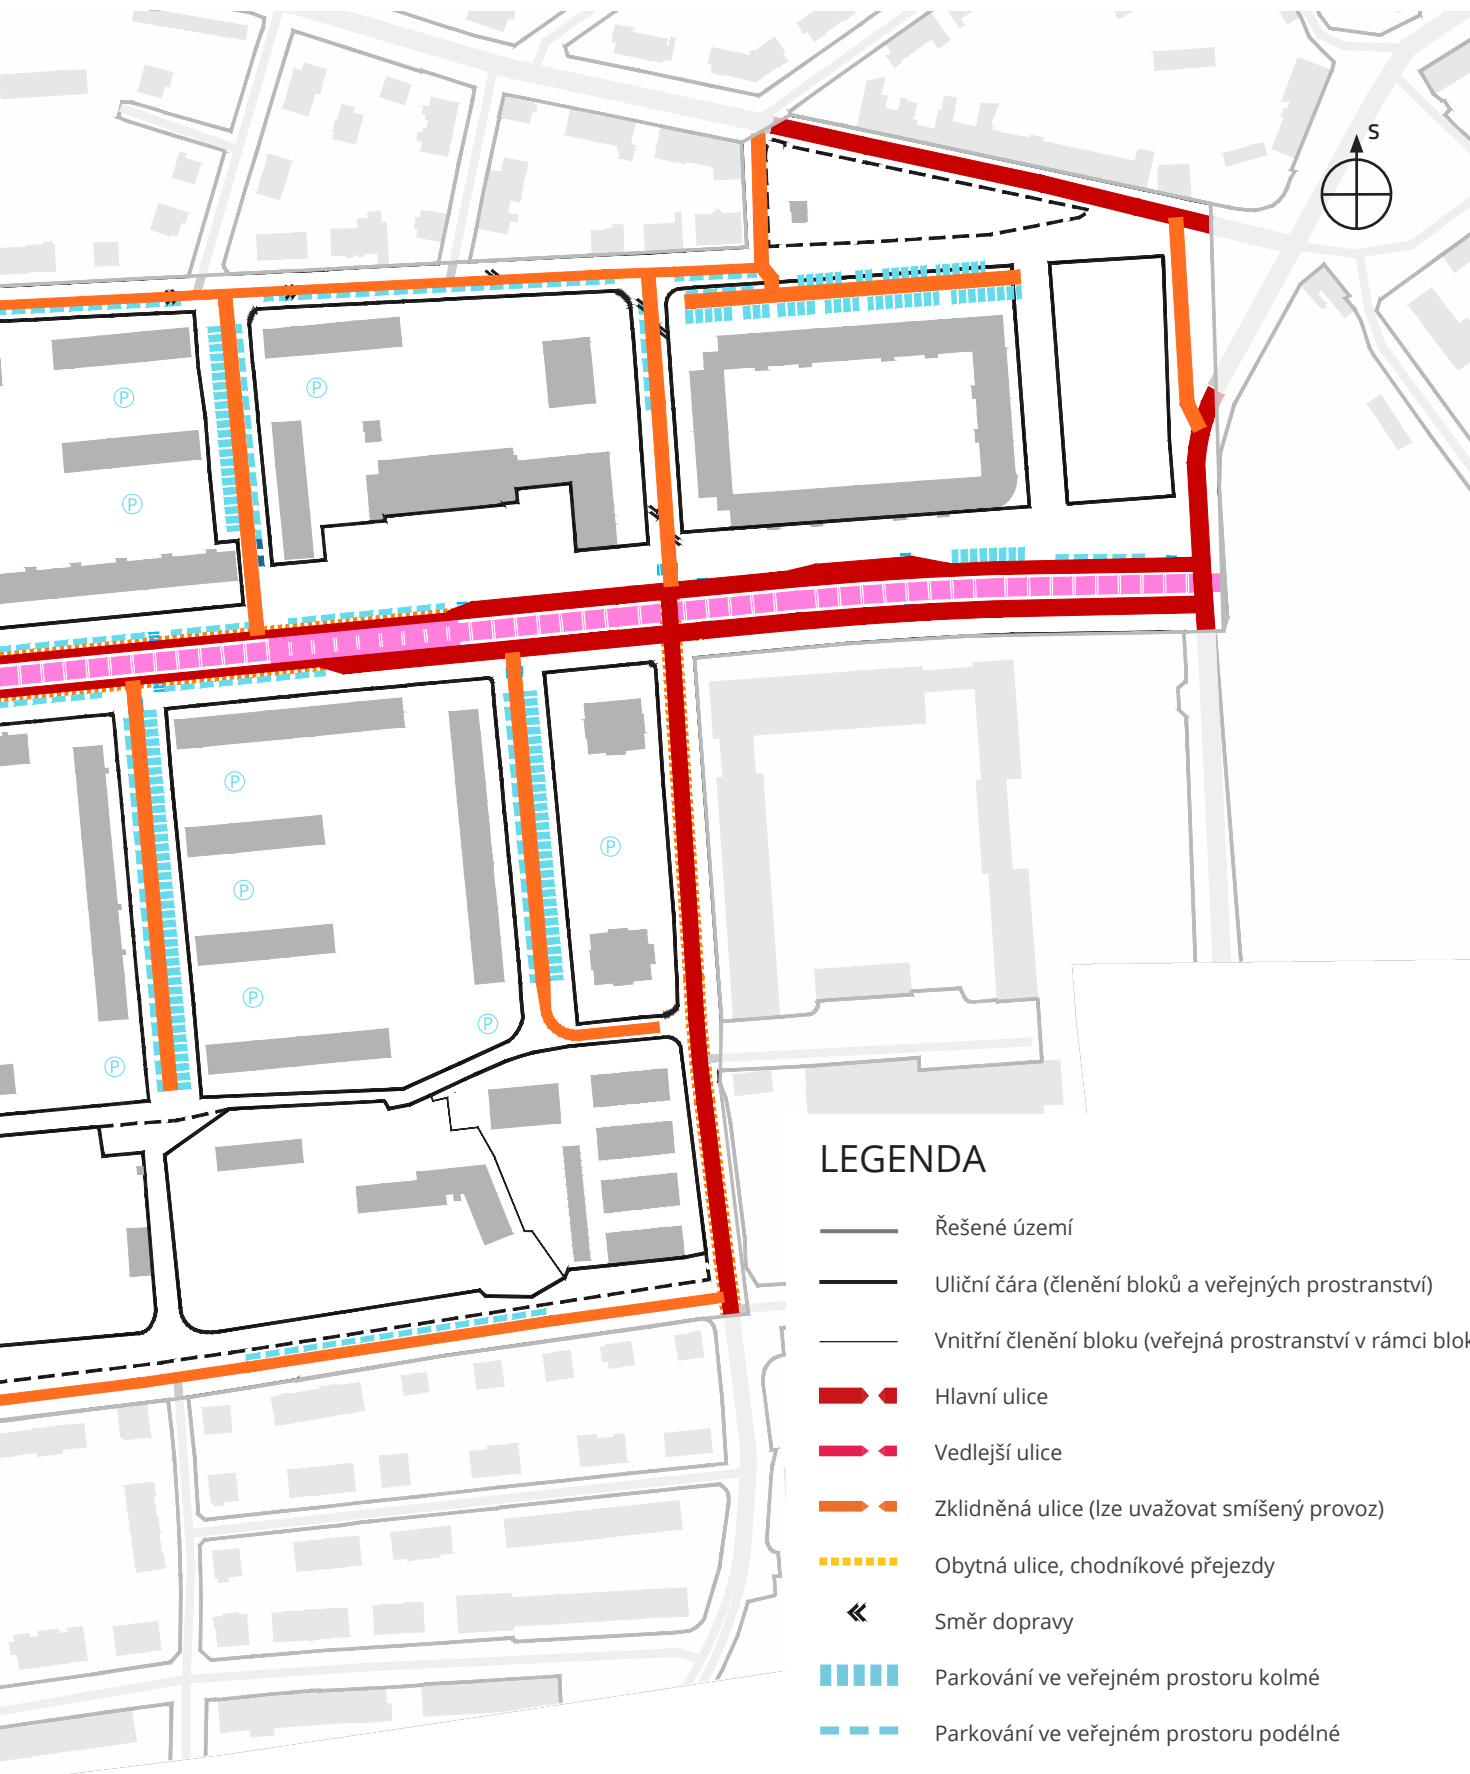 S
P
P
P
P
P
P
P
P
P
LEGENDA
Řešené území
Uliční čára (členění bloků a veřejných prostranství)
Vnitřní členění bloku (veřejná prostranství v rámci
Hlavní ulice
Vedlejší ulice
Zklidněná ulice (lze uvažovat smíšený provoz)
Obytná ulice, chodníkové přejezdy
Směr dopravy
Parkování ve veřejném prostoru kolmé
Parkování ve veřejném prostoru podélné